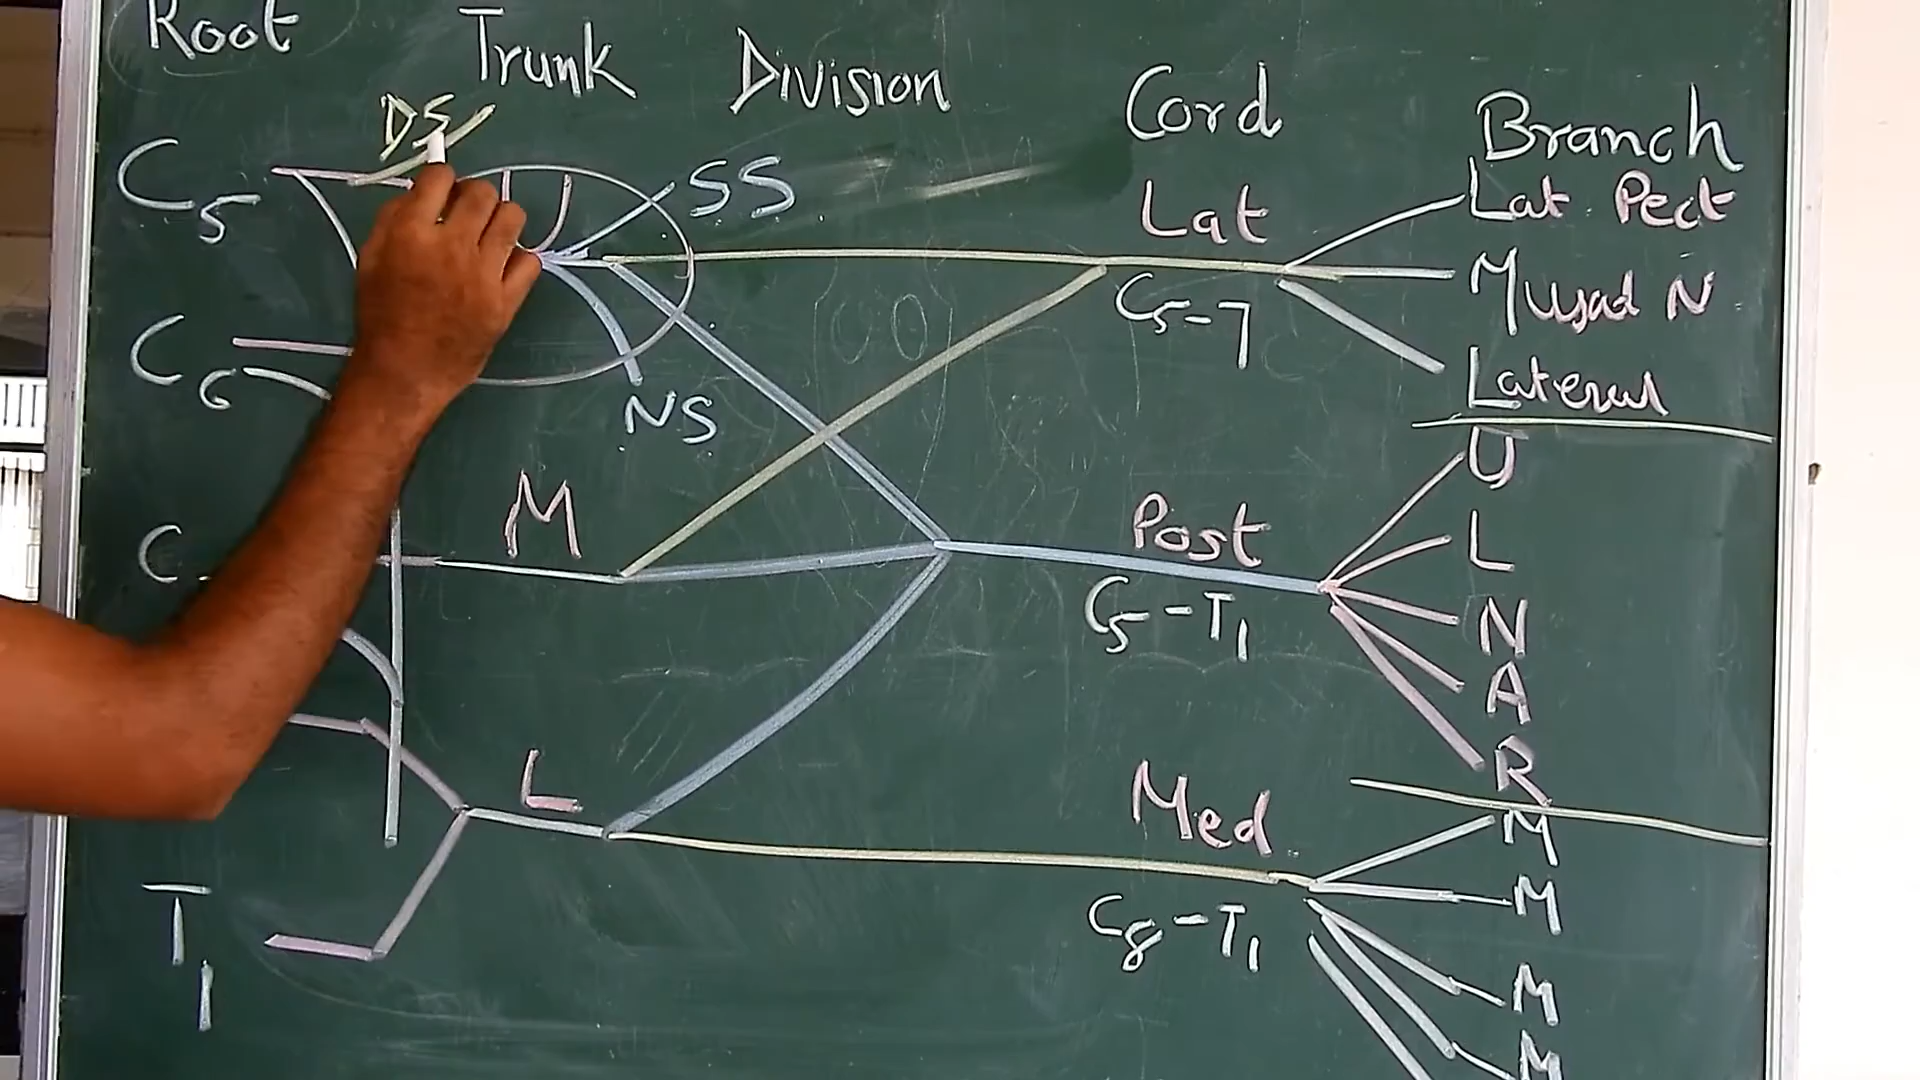 Root Trunk Division Cord Branch
DS
C5
U
SS
Lat
C5-7
Lat. Pect
Musd N
Lateral
C6
NS
C
M
Post
C5-T1
U
L
N
A
R
L
Med
C8-T1
M
M
M
M
T1